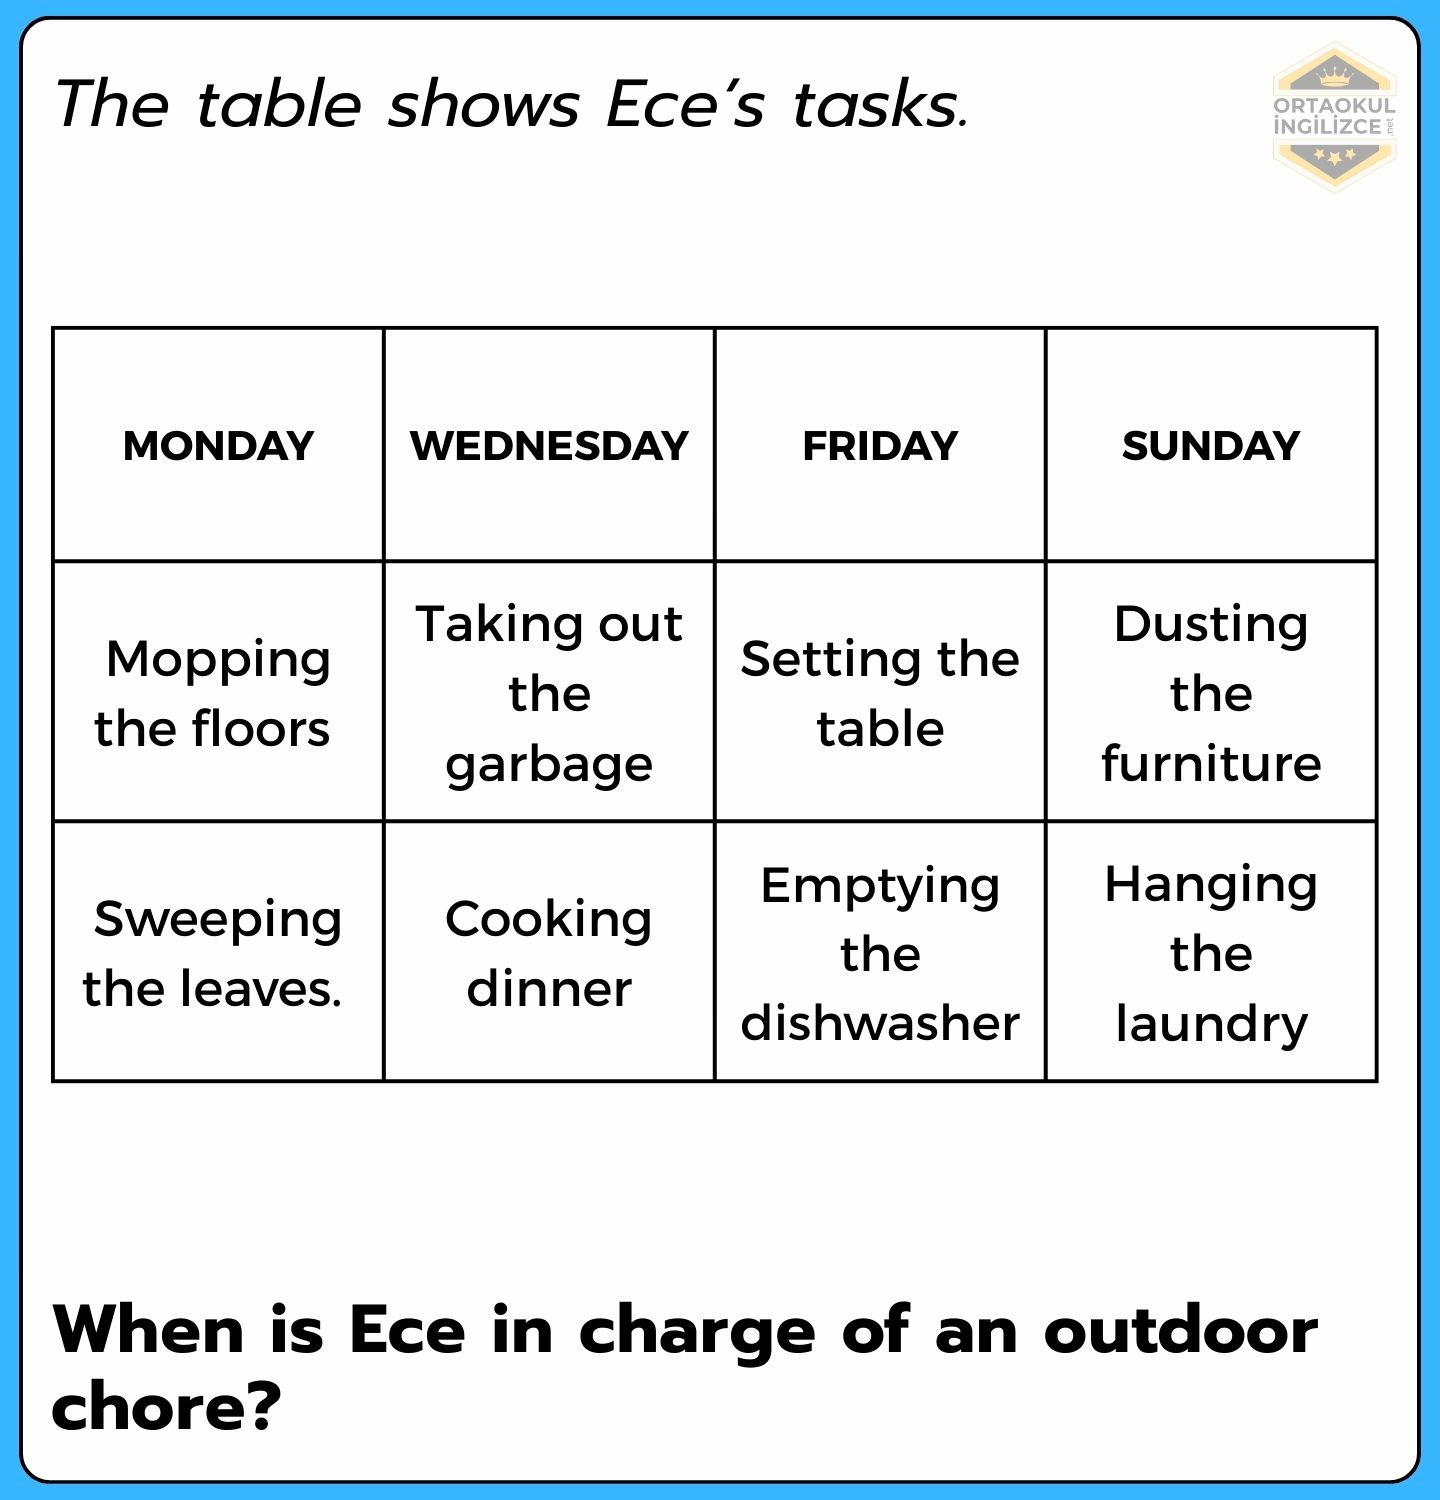 The table shows Ece’s tasks.
ORTAOKUL
İNGİLİZCE
.net
MONDAY
WEDNESDAY
FRIDAY
SUNDAY
Mopping
the floors
Taking out
the
garbage
Setting the
table
Dusting
the
furniture
Sweeping
the leaves.
Cooking
dinner
Emptying
the
dishwasher
Hanging
the
laundry
When is Ece in charge of an outdoor
chore?